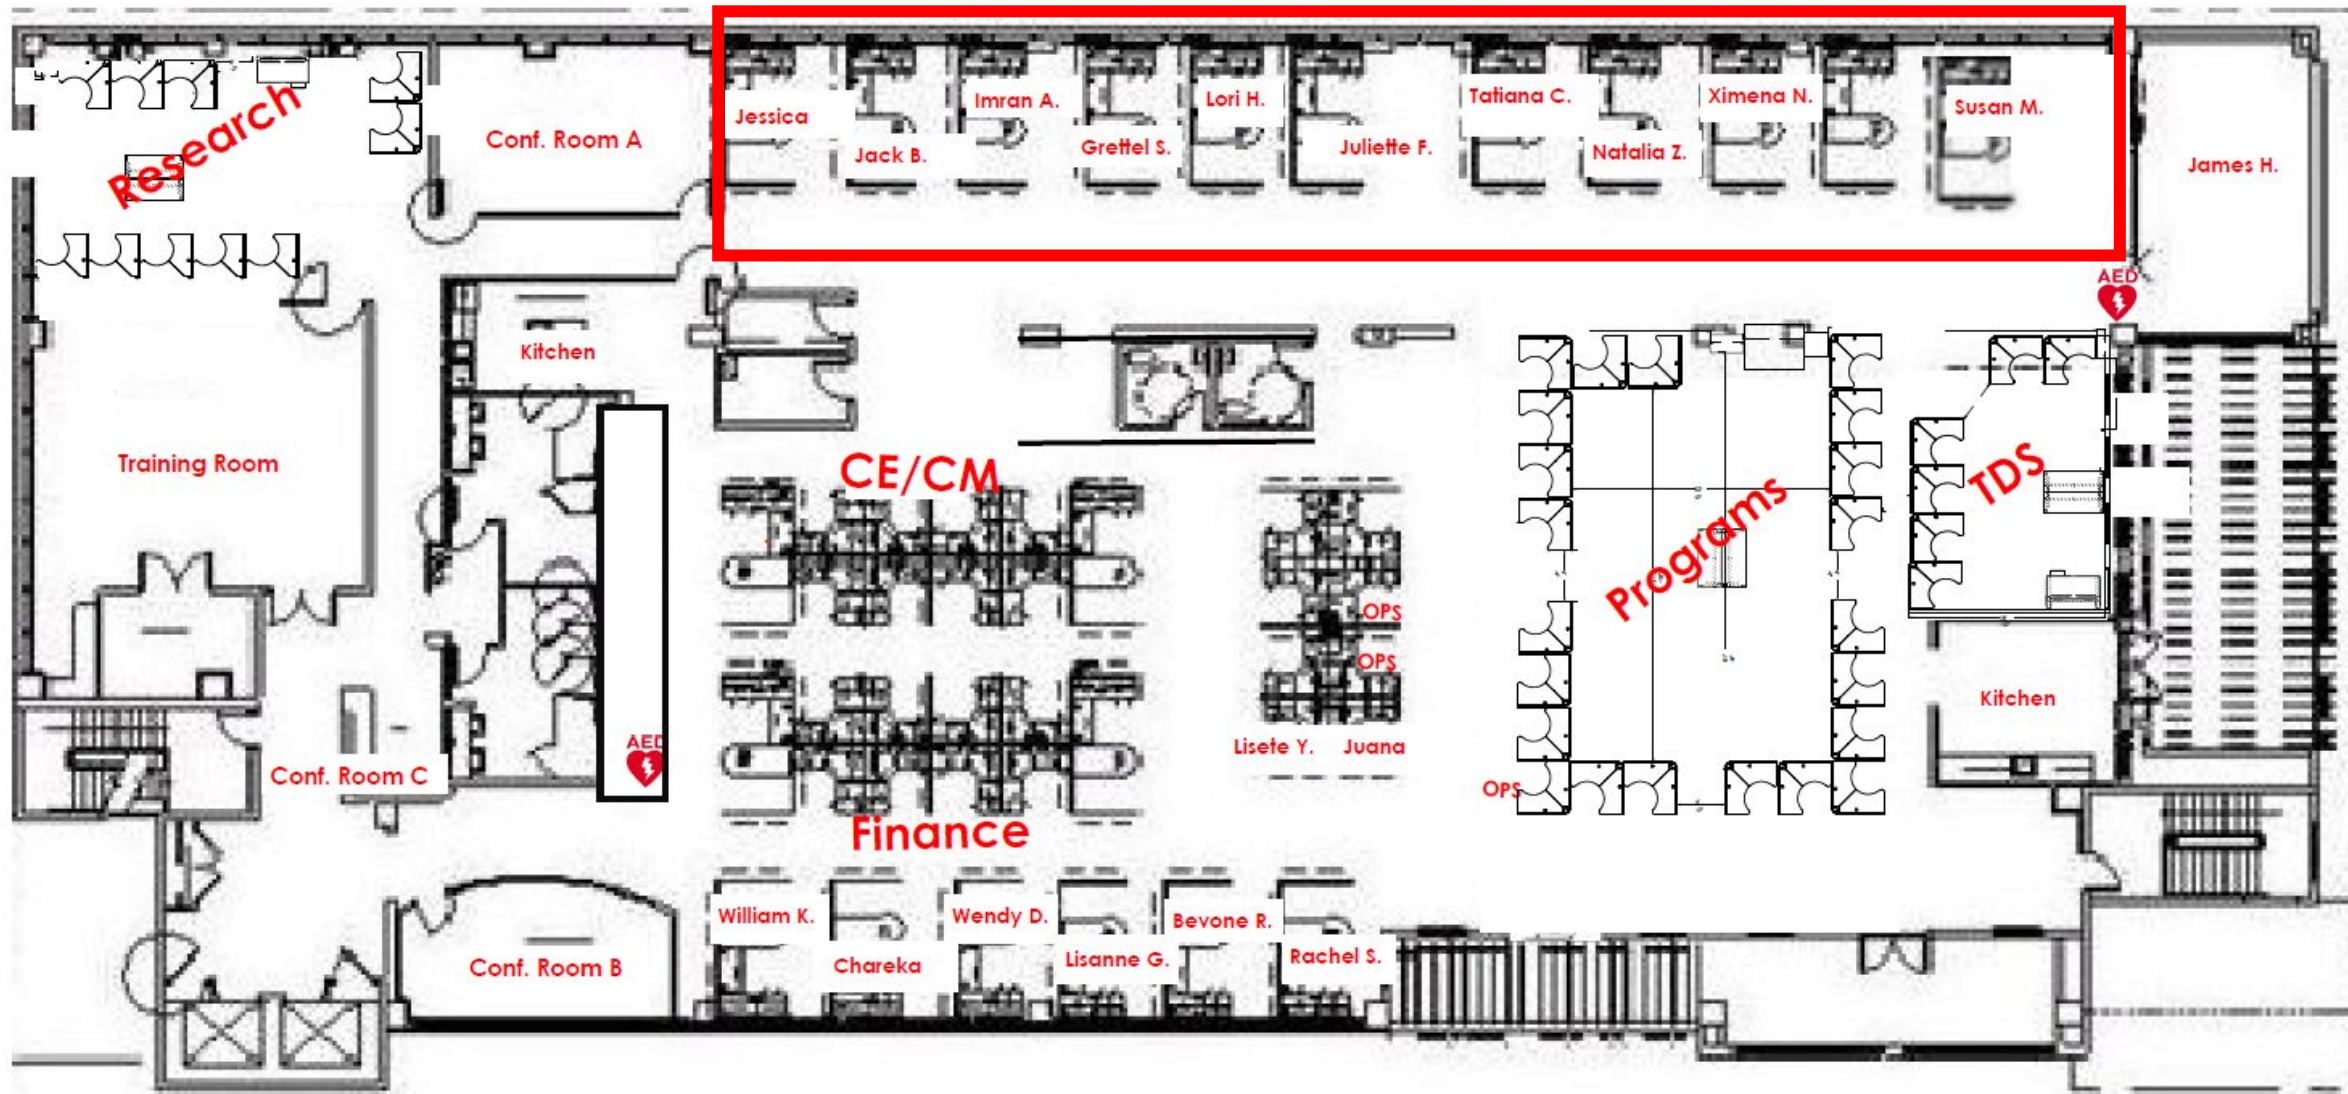 Research
Conf. Room A
Jessica
Jack B.
Imran A.
Grettel S.
Lori H.
Juliette F.
Tatiana C.
Natalia Z.
Ximena N.
Susan M.
James H.
AED
Kitchen
Training Room
CE/CM
Programs
TDS
OPS
OPS
Kitchen
Lisete Y.
Juana
AED
Conf. Room C
OPS
Finance
William K.
Chareka
Wendy D.
Lisanne G.
Bevone R.
Rachel S.
Conf. Room B